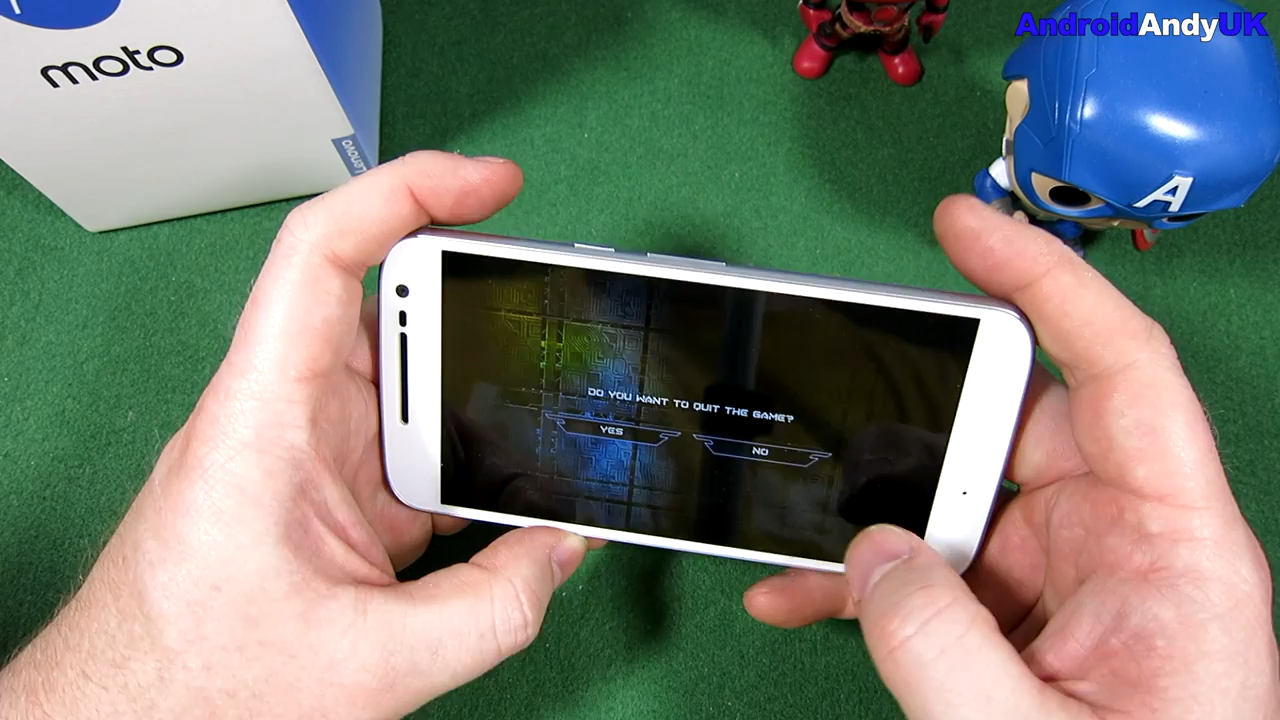 AndroidAndyUK
moto
Lenovo
A
DO YOU WANT TO QUIT THE GAME?
YES
NO